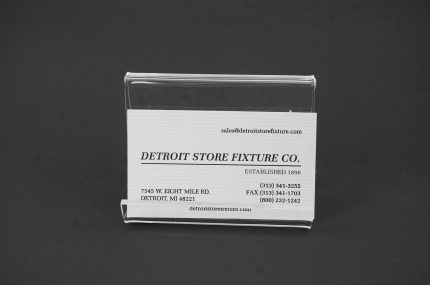 sales@detroitstorefixture.com
DETROIT STORE FIXTURE CO.
ESTABLISHED 1898
(313) 341-3255
7545 W. EIGHT MILE RD. FAX (313) 341-1703
DETROIT, MI 48221 (800) 232-1242
detroitstorefixture.com